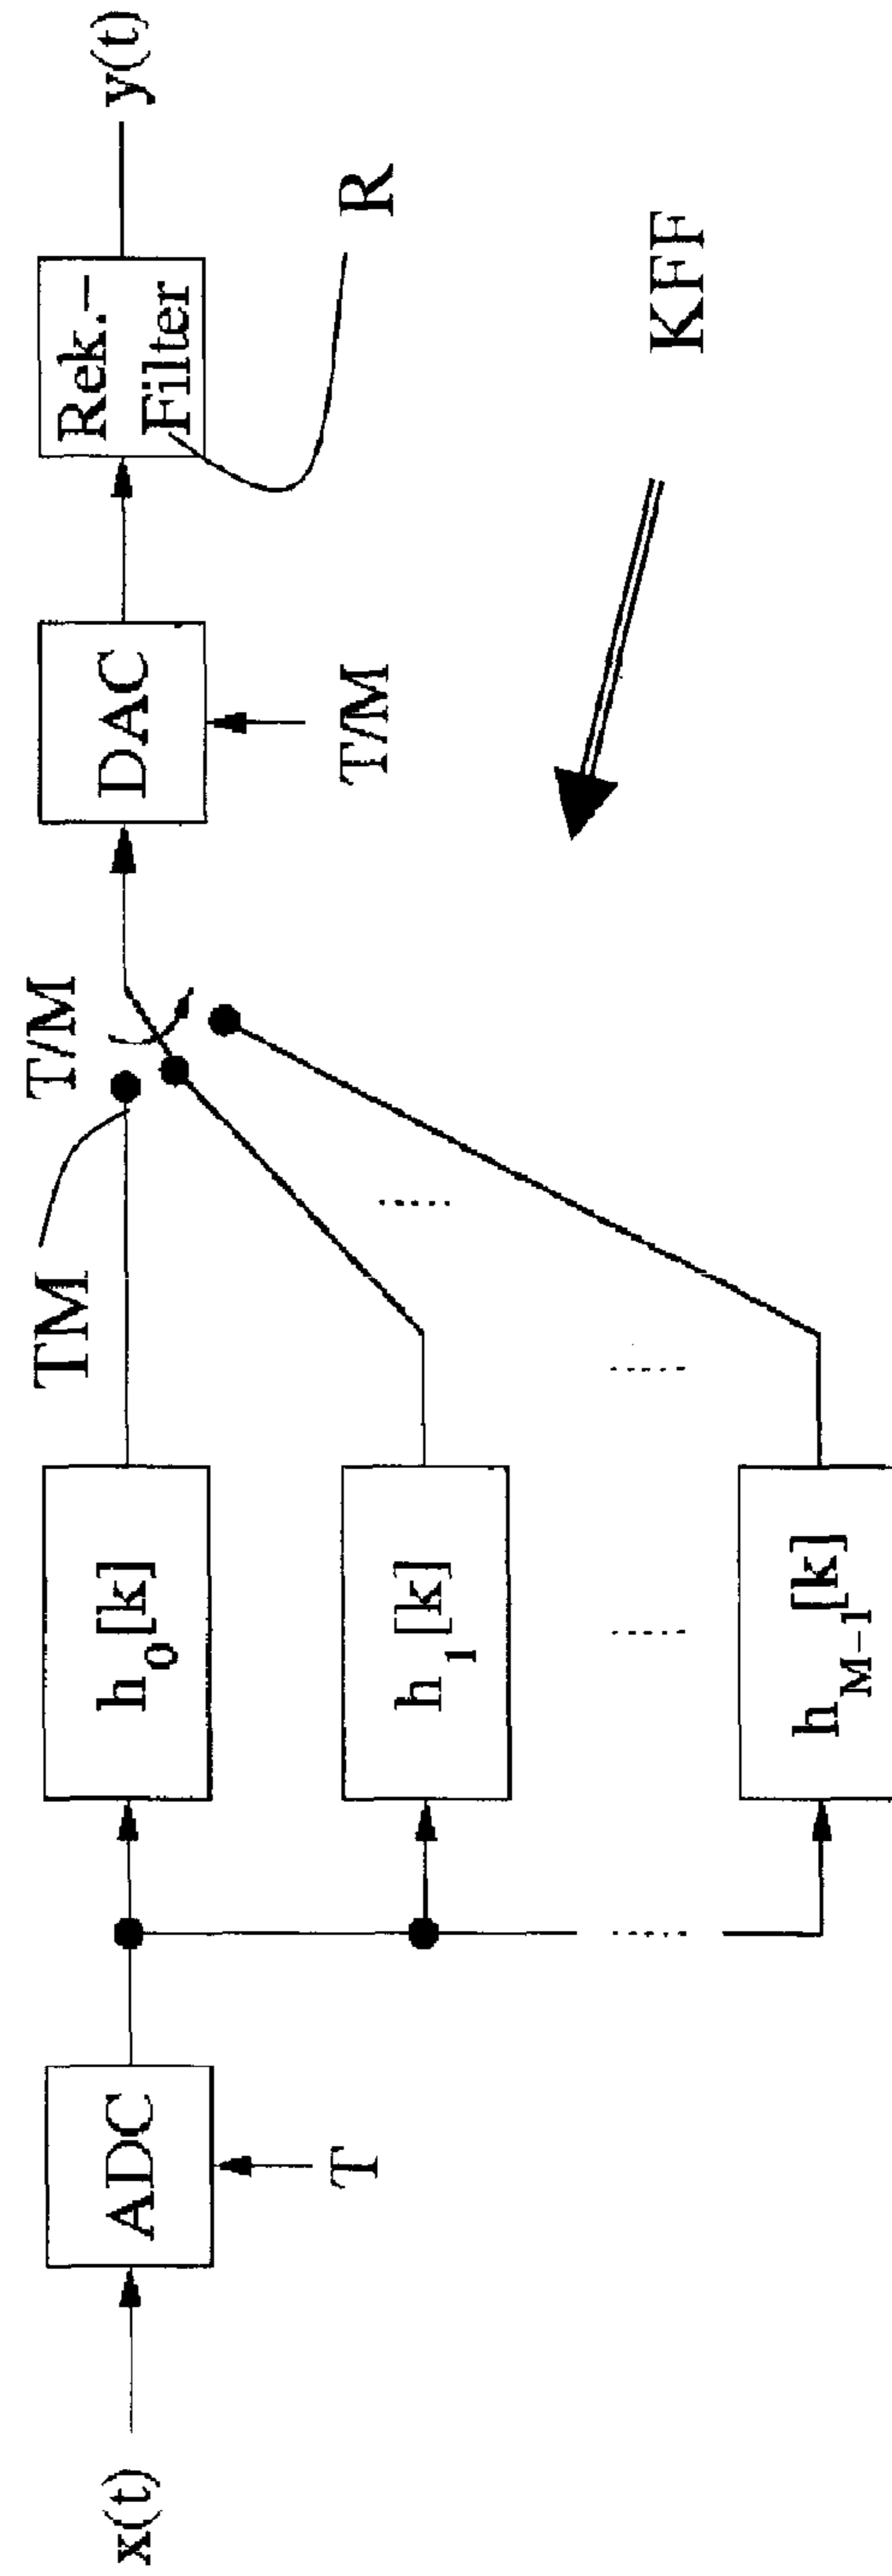 x(t)
ADC
T
h0[k]
h1[k]
hM−1[k]
TM
T/M
DAC
T/M
Rek.−
Filter
R
y(t)
KFF